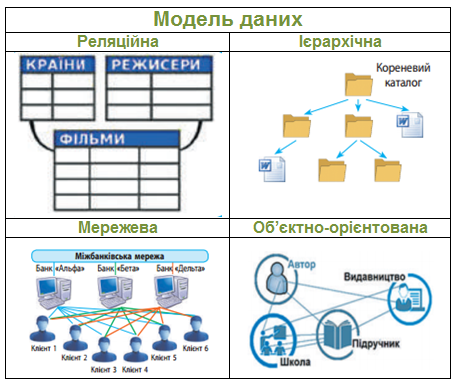 Модель даних
Реляційна
Ієрархічна
КРАЇНИ
РЕЖИСЕРИ
ФІЛЬМИ
Кореневий
каталог
Мережева
Об'єктно-орієнтована
Міжбанківська мережа
Банк «Альфа» Банк «Бета» Банк «Дельта»
Клієнт 1
Клієнт 2
Клієнт 3
Клієнт 4
Клієнт 5
Клієнт 6
Автор
Видавництво
Підручник
Школа